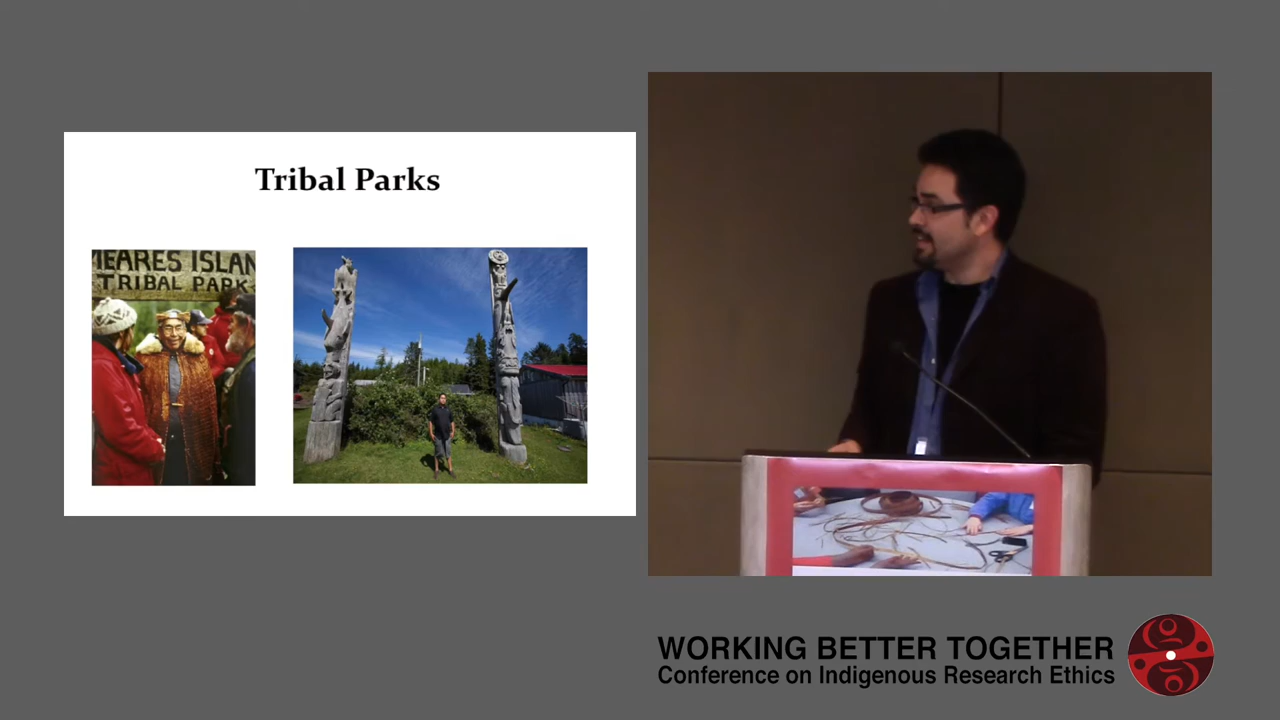 Tribal Parks
MEARES ISLAN
TRIBAL PARK
WORKING BETTER TOGETHER
Conference on Indigenous Research Ethics